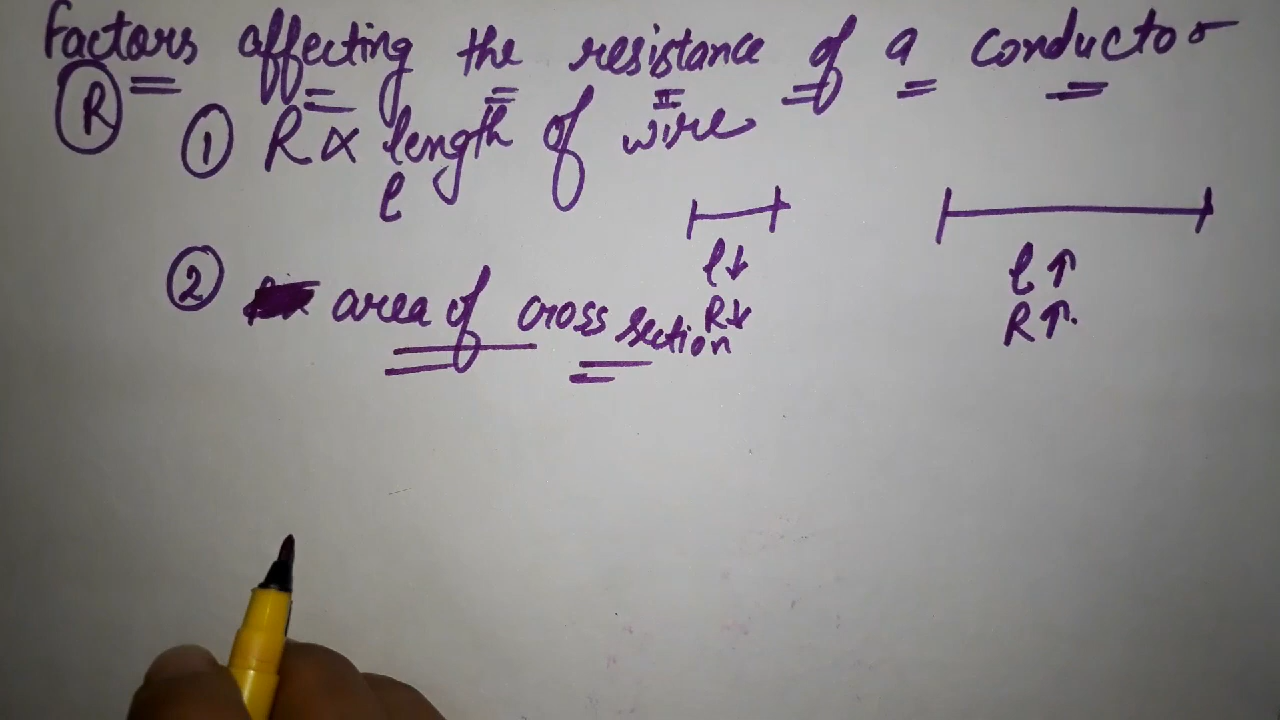 Factors affecting the resistance of a conductor
R
① R ∝ length of wire
l
l↓
R↓
l↑
R↑.
② area of cross section